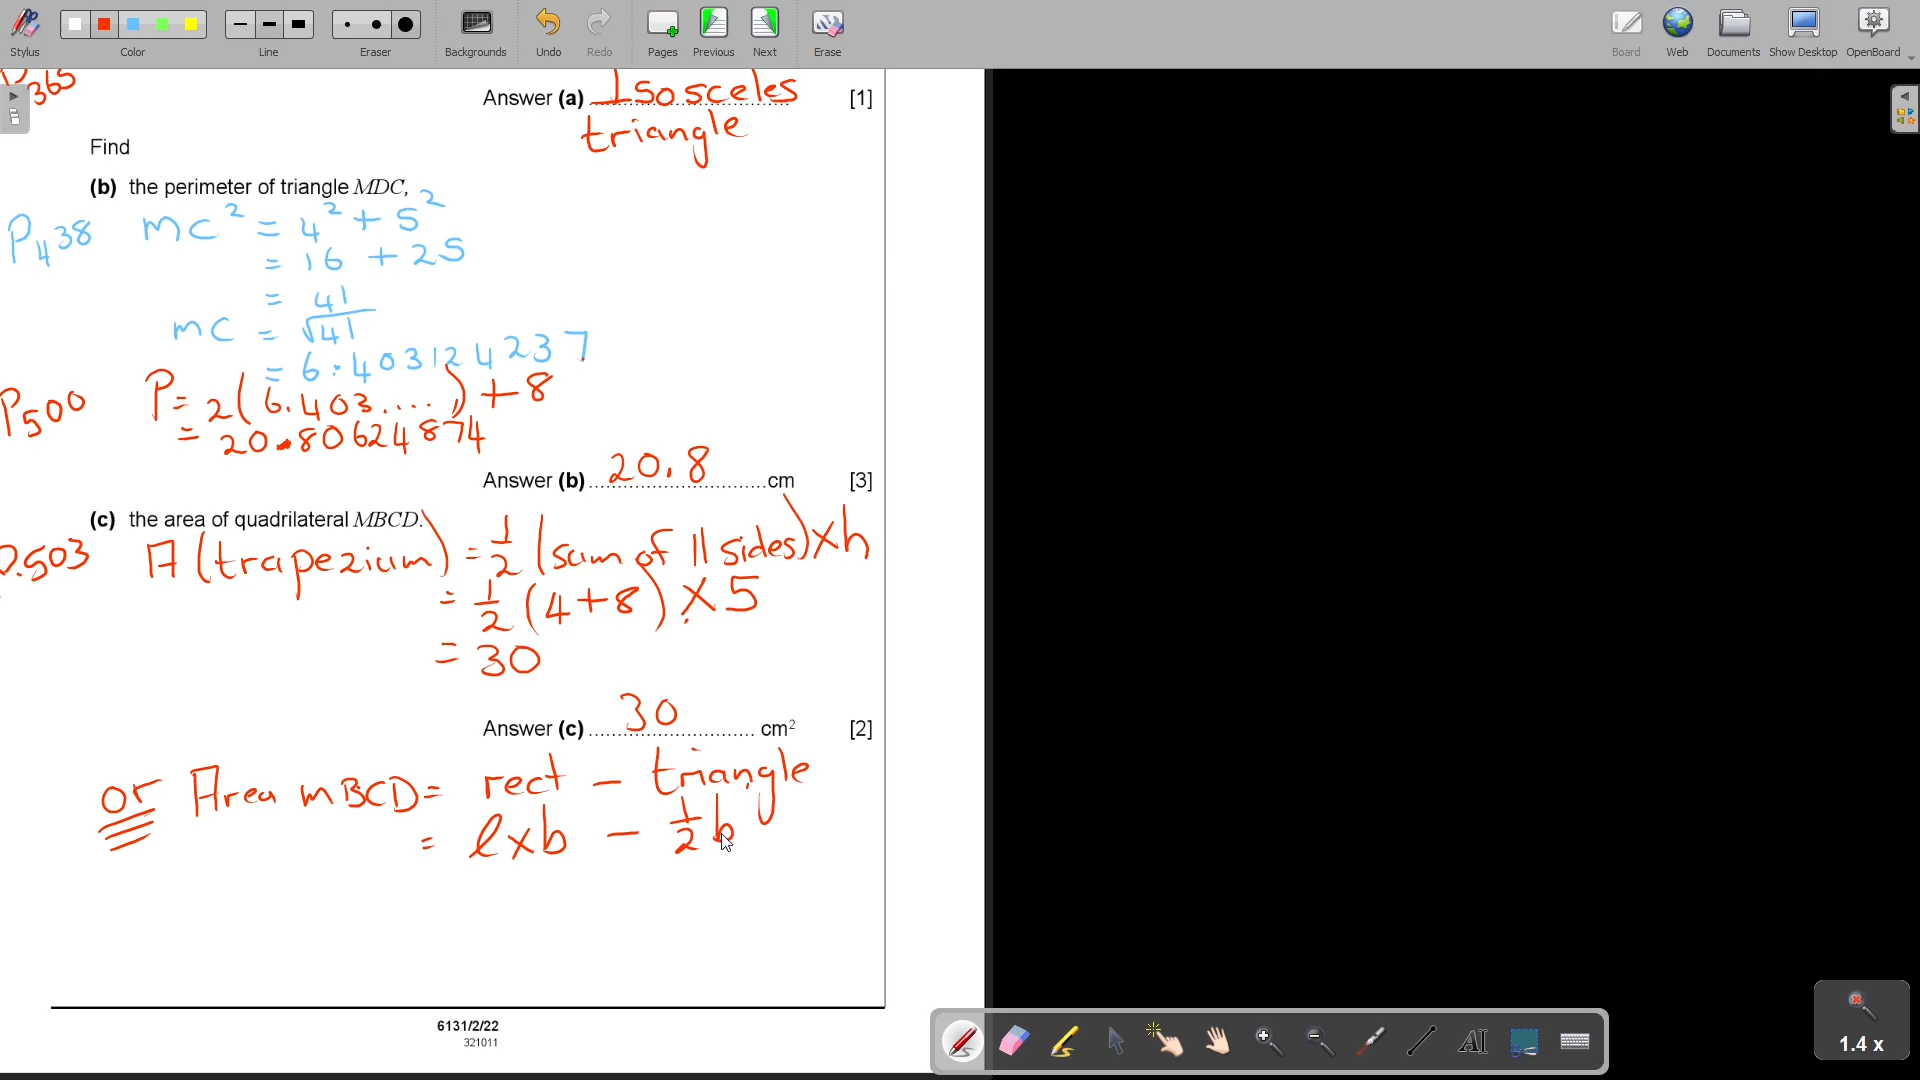 Stylus Color Line Eraser Backgrounds Undo Redo Pages Previous Next Erase Board Web Documents Show Desktop OpenBoard
P365
Answer (a) Isosceles [1]
triangle
Find
(b) the perimeter of triangle MDC,
P438 mc² = 4² + 5²
= 16 + 25
= 41
mc = √41
= 6.403124237
P500 P = 2(6.403....) + 8
= 20.80624874
Answer (b) 20.8 cm [3]
(c) the area of quadrilateral MBCD.
P.503 A (trapezium) = 1/2 (sum of || sides) × h
= 1/2 (4+8) × 5
= 30
Answer (c) 30 cm² [2]
or Area mBCD = rect - triangle
= l×b - 1/2 b
6131/2/22
321011
1.4 x